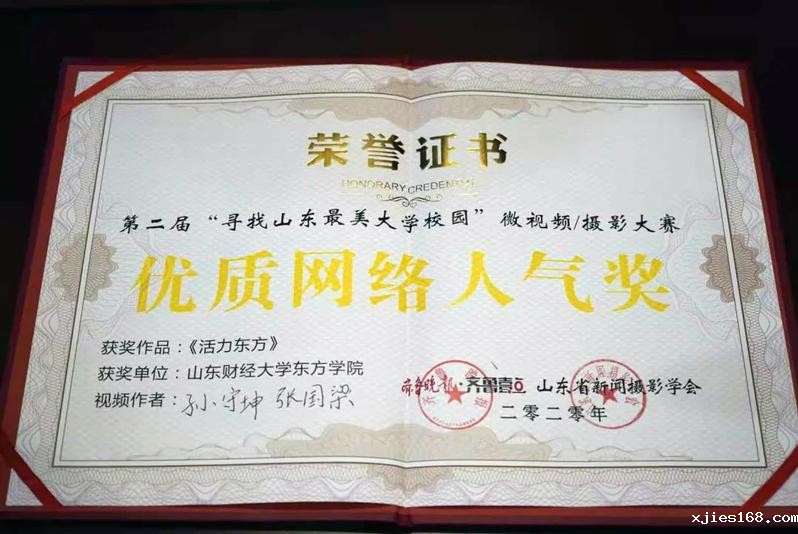 荣誉证书
HONORARY CREDENTIAL
第二届“寻找山东最美大学校园”微视频/摄影大赛
优质网络人气奖
获奖作品：《活力东方》
获奖单位：山东财经大学东方学院
视频作者：孙守坤 张国梁
齐鲁晚报·齐鲁壹点 山东省新闻摄影学会
二零二零年
xjies168.com